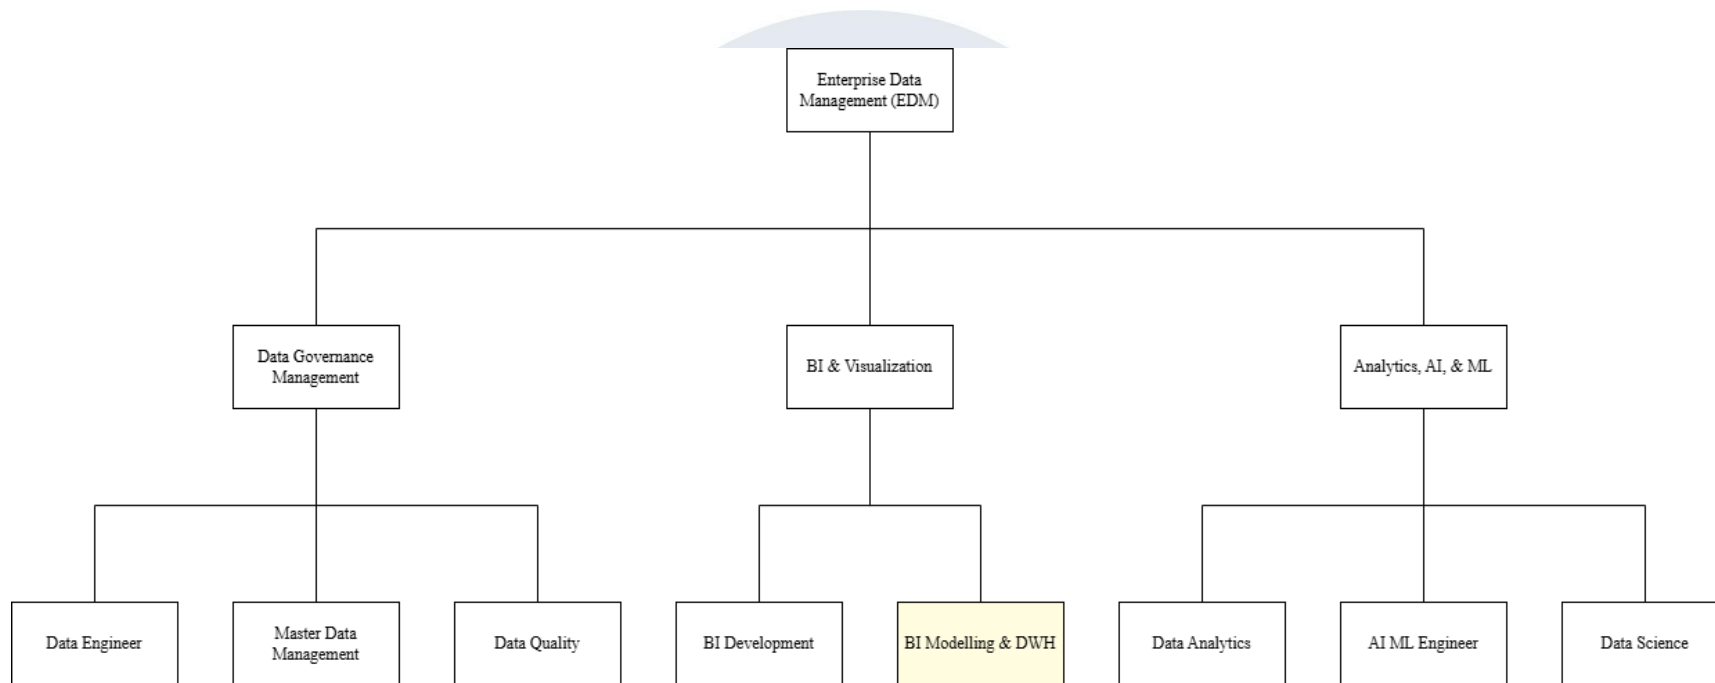 Enterprise Data
Management (EDM)
Data Governance
Management
BI & Visualization
Analytics, AI, & ML
Data Engineer
Master Data
Management
Data Quality
BI Development
BI Modelling & DWH
Data Analytics
AI ML Engineer
Data Science